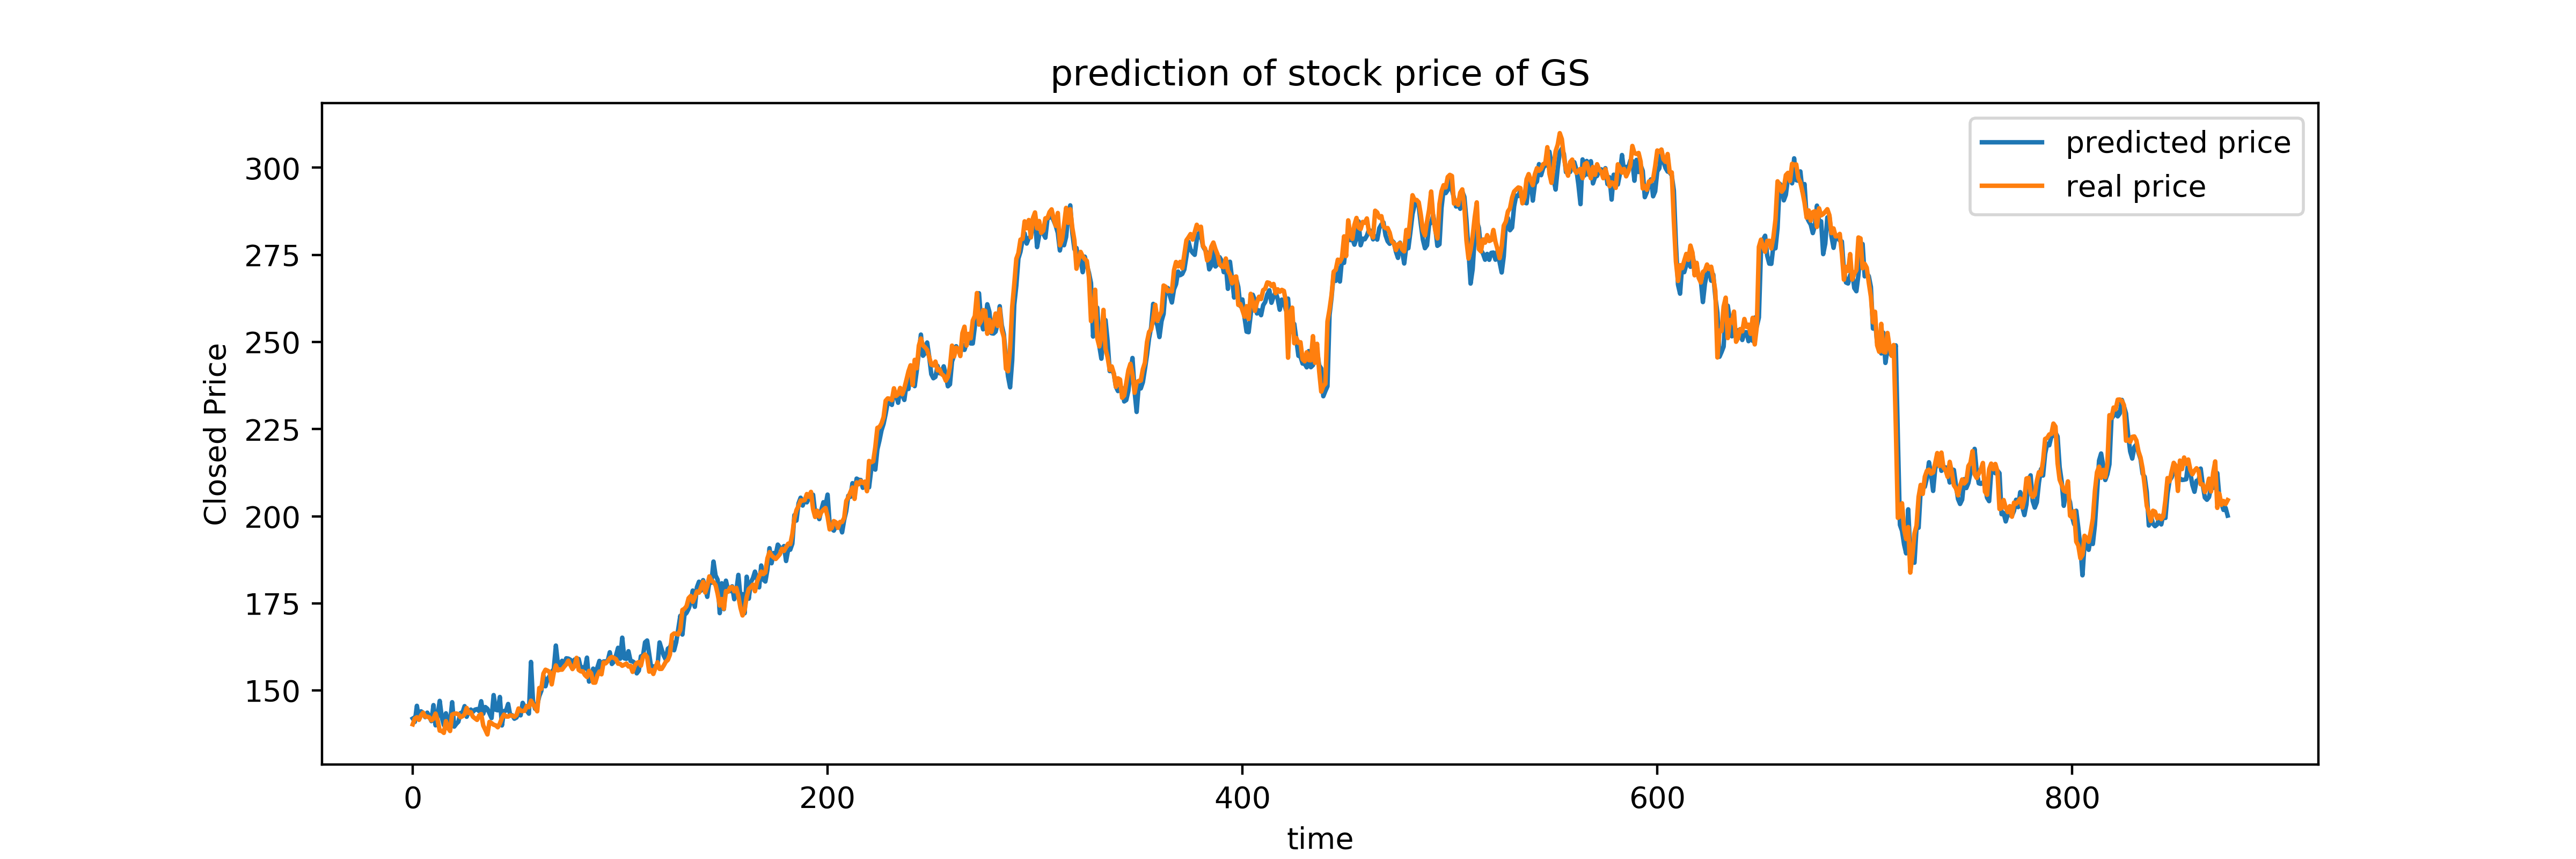 prediction of stock price of GS
predicted price
real price
Closed Price
300
275
250
225
200
175
150
0 200 400 600 800
time